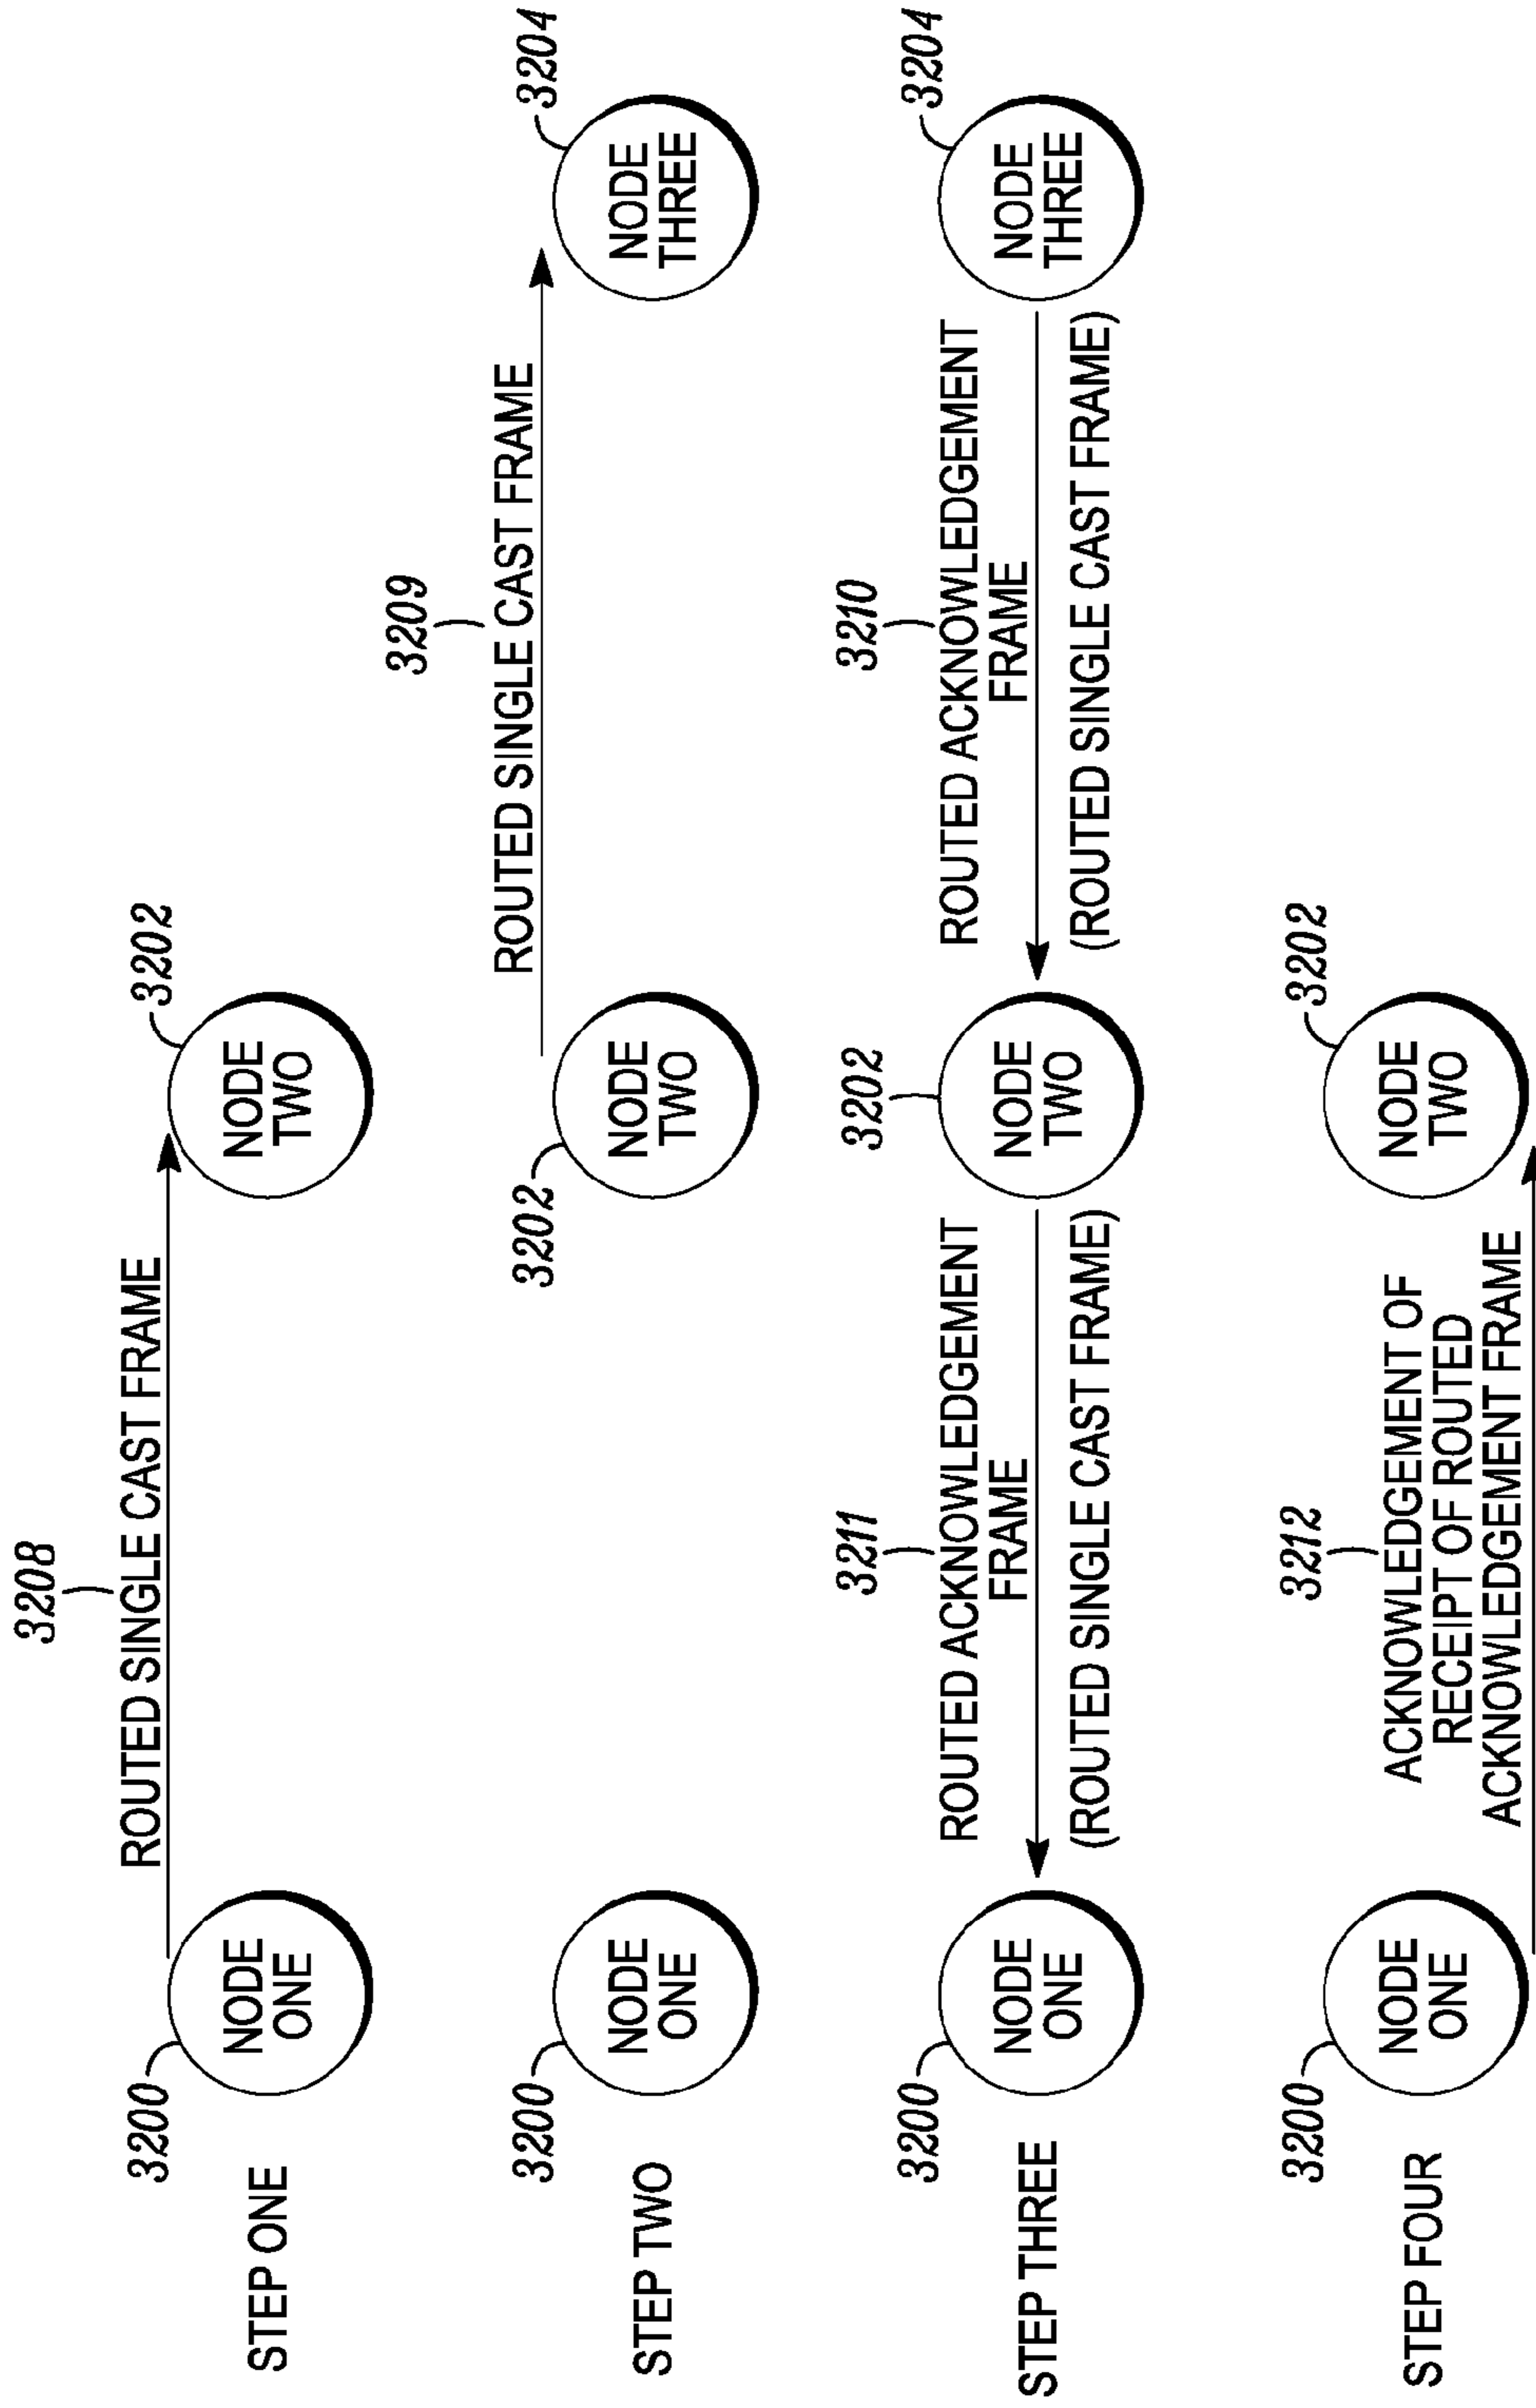 3208
ROUTED SINGLE CAST FRAME
3200
3202
STEP ONE
NODE
ONE
NODE
TWO
3209
ROUTED SINGLE CAST FRAME
3200
3202
3204
STEP TWO
NODE
ONE
NODE
TWO
NODE
THREE
3211
3210
3200
ROUTED ACKNOWLEDGEMENT
FRAME
3202
ROUTED ACKNOWLEDGEMENT
FRAME
3204
STEP THREE
NODE
ONE
NODE
TWO
NODE
THREE
(ROUTED SINGLE CAST FRAME)
(ROUTED SINGLE CAST FRAME)
3212
3200
3202
STEP FOUR
NODE
ONE
ACKNOWLEDGEMENT OF
RECEIPT OF ROUTED
ACKNOWLEDGEMENT FRAME
NODE
TWO